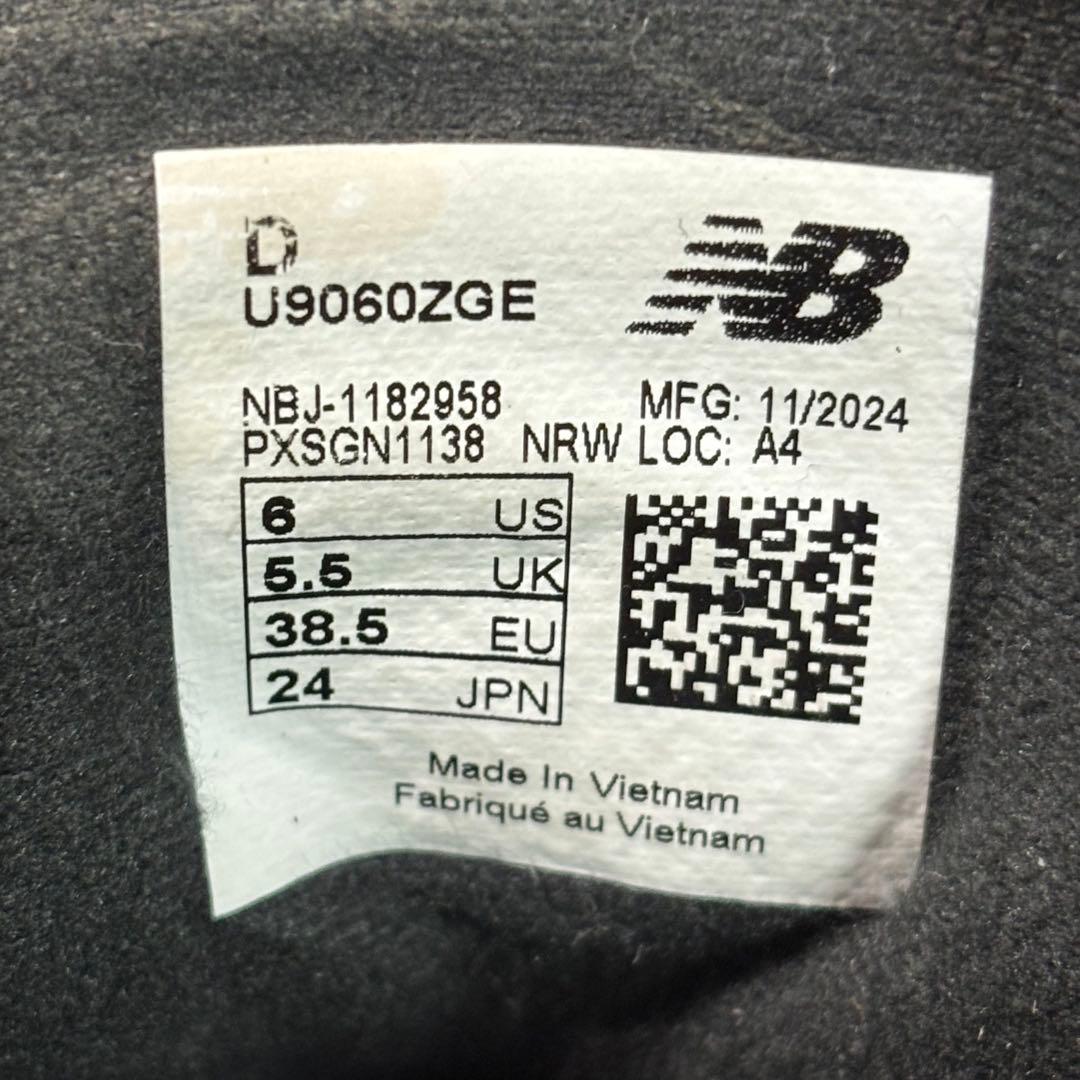 D
NB
U9060ZGE
NBJ-1182958 MFG: 11/2024
PXSGN1138 NRW LOC: A4
6 US
5.5 UK
38.5 EU
24 JPN
Made In Vietnam
Fabriqué au Vietnam